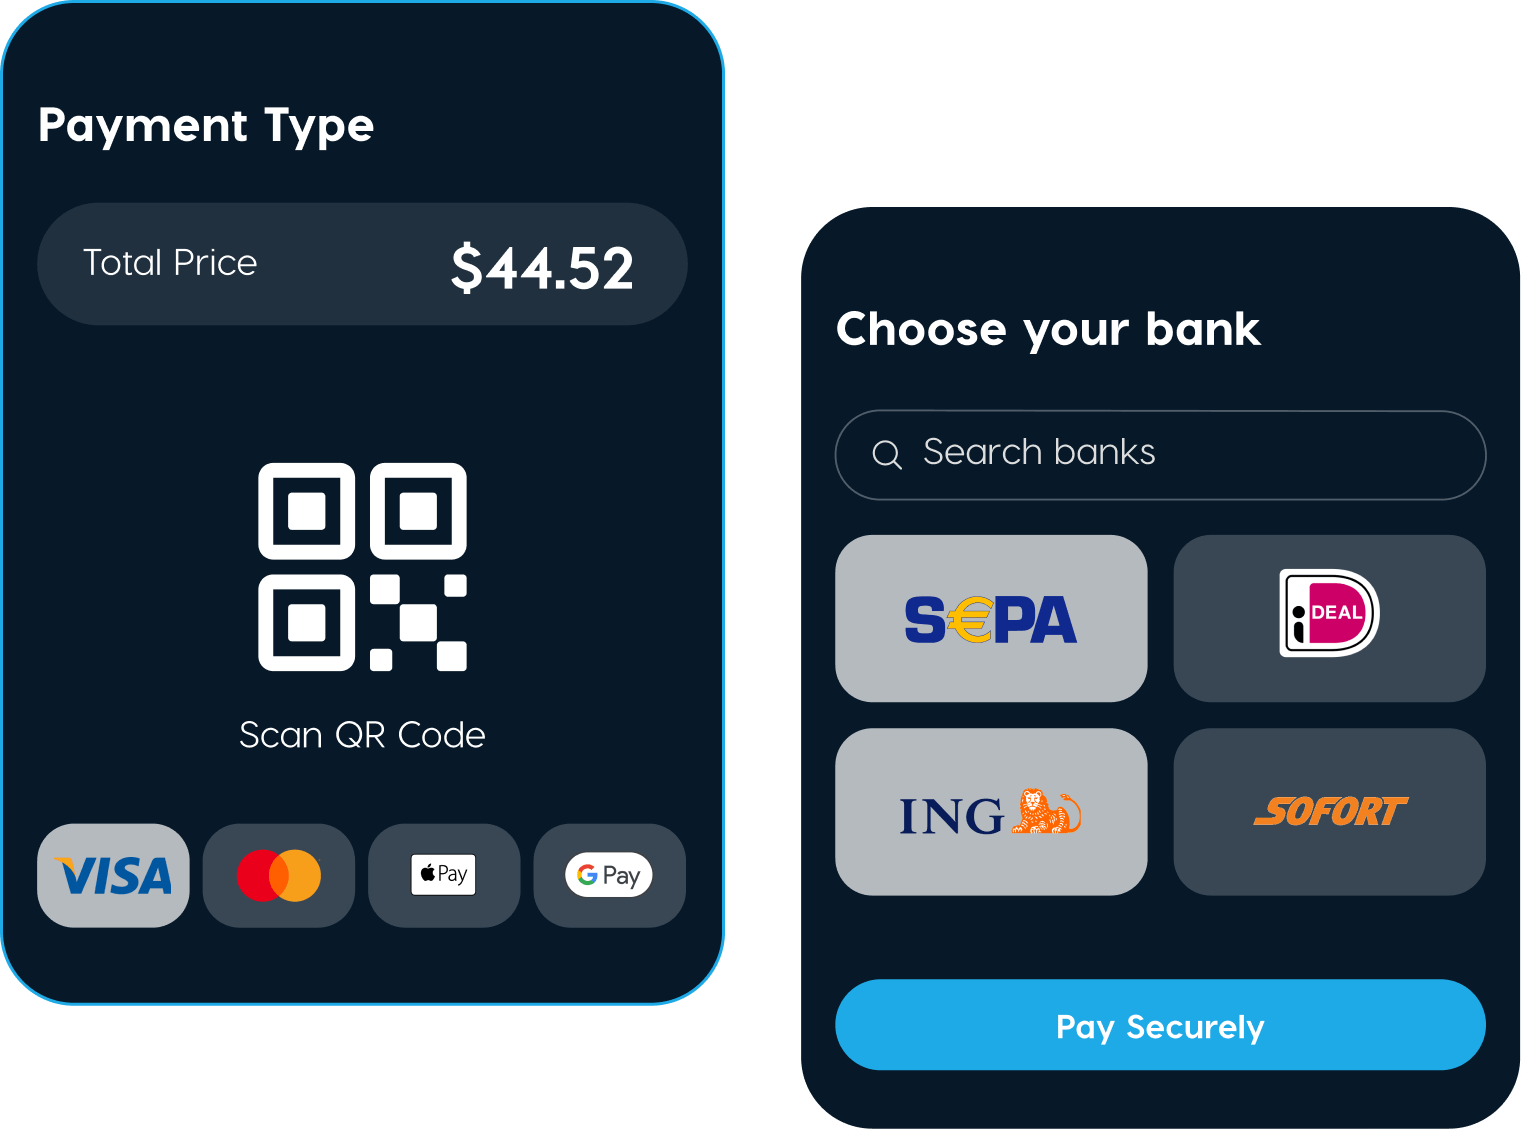 Payment Type
Total Price
$44.52
Scan QR Code
VISA
Pay
G Pay
Choose your bank
Search banks
S€PA
iDEAL
ING
SOFORT
Pay Securely